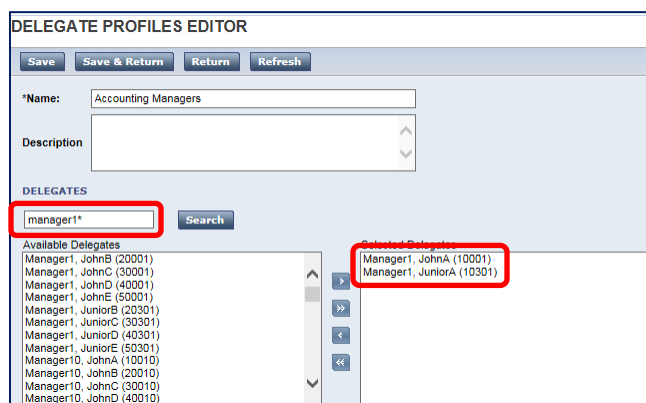 DELEGATE PROFILES EDITOR
Save Save & Return Return Refresh
*Name: Accounting Managers
Description
DELEGATES
manager1* Search
Available Delegates
Manager1, JohnB (20001)
Manager1, JohnC (30001)
Manager1, JohnD (40001)
Manager1, JohnE (50001)
Manager1, JuniorB (20301)
Manager1, JuniorC (30301)
Manager1, JuniorD (40301)
Manager1, JuniorE (50301)
Manager10, JohnA (10010)
Manager10, JohnB (20010)
Manager10, JohnC (30010)
Manager10, JohnD (40010)
Selected Delegates
Manager1, JohnA (10001)
Manager1, JuniorA (10301)